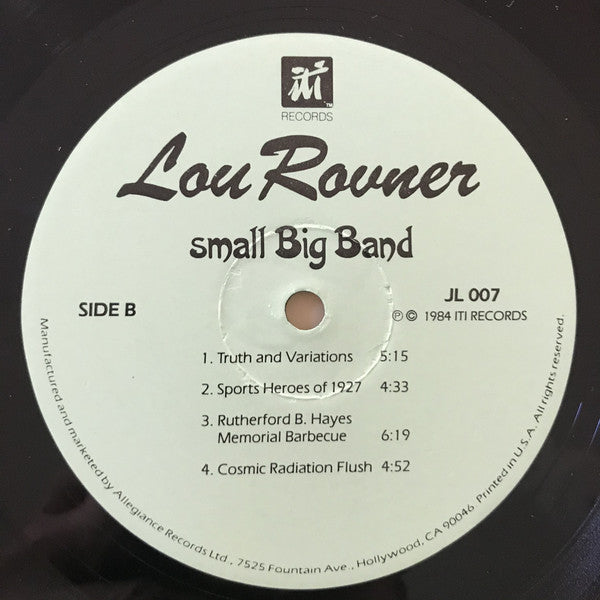 iti
TM
RECORDS
Lou Rovner
small Big Band
SIDE B
JL 007
℗ © 1984 ITI RECORDS
1. Truth and Variations 5:15
2. Sports Heroes of 1927 4:33
3. Rutherford B. Hayes
Memorial Barbecue 6:19
4. Cosmic Radiation Flush 4:52
Manufactured and marketed by Allegiance Records Ltd., 7525 Fountain Ave., Hollywood, CA 90046 Printed in U.S.A. All rights reserved.